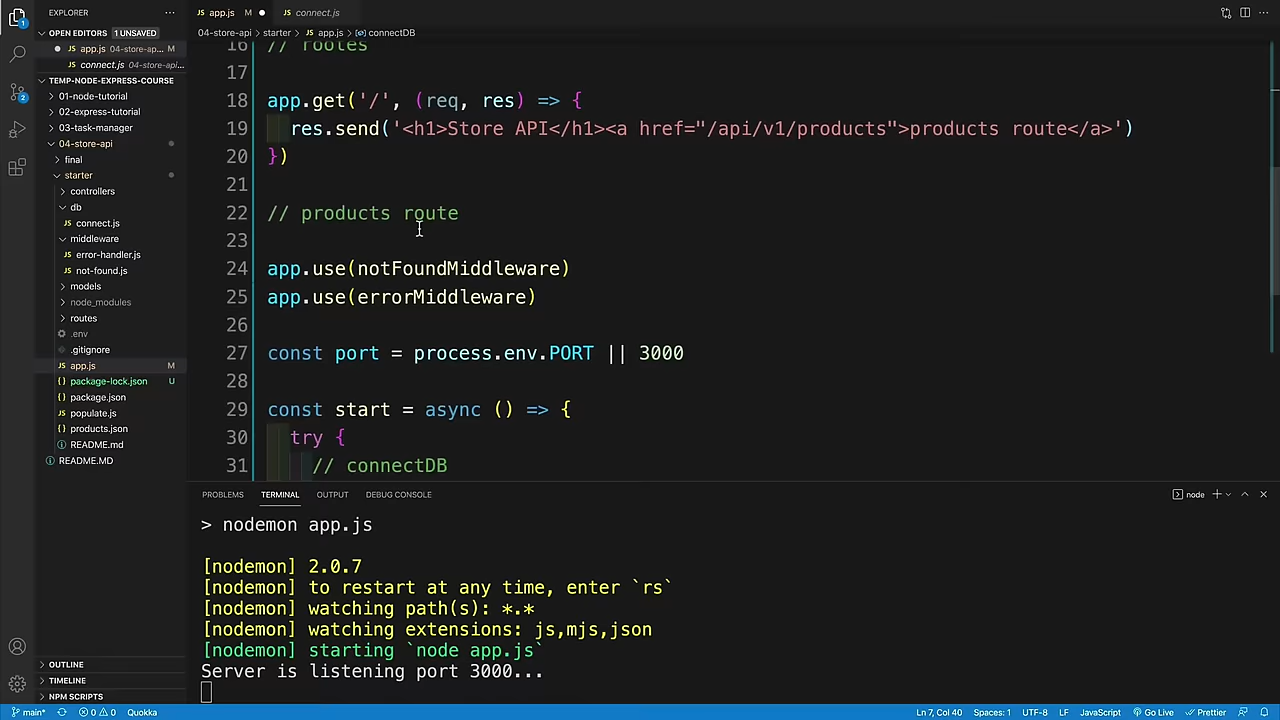 EXPLORER
OPEN EDITORS 1 UNSAVED
app.js 04-store-ap... M
connect.js 04-store-api...
TEMP-NODE-EXPRESS-COURSE
01-node-tutorial
02-express-tutorial
03-task-manager
04-store-api
final
starter
controllers
db
connect.js
middleware
error-handler.js
not-found.js
models
node_modules
routes
.env
.gitignore
app.js M
package-lock.json U
package.json
populate.js
products.json
README.md
README.MD
OUTLINE
TIMELINE
NPM SCRIPTS
app.js M
connect.js
04-store-api > starter > JS app.js > connectDB
16 // rootes
17
18 app.get('/', (req, res) => {
19 res.send('<h1>Store API</h1><a href="/api/v1/products">products route</a>')
20 })
21
22 // products route
23
24 app.use(notFoundMiddleware)
25 app.use(errorMiddleware)
26
27 const port = process.env.PORT || 3000
28
29 const start = async () => {
30 try {
31 // connectDB
PROBLEMS TERMINAL OUTPUT DEBUG CONSOLE
node
> nodemon app.js
[nodemon] 2.0.7
[nodemon] to restart at any time, enter `rs`
[nodemon] watching path(s): *.*
[nodemon] watching extensions: js,mjs,json
[nodemon] starting `node app.js`
Server is listening port 3000...
main* 0 0 Quokka
Ln 7, Col 40 Spaces: 1 UTF-8 LF JavaScript Go Live Prettier